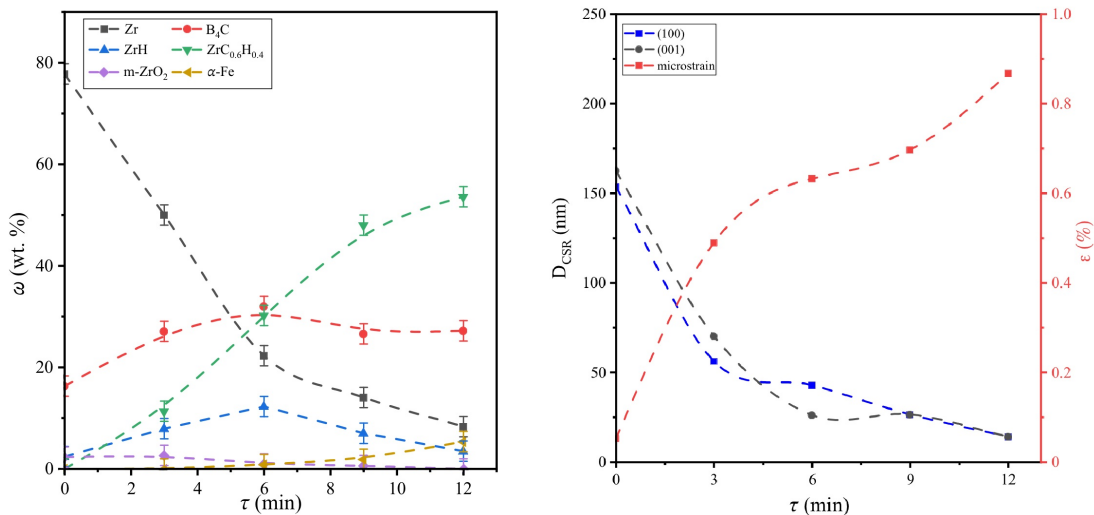 Zr
B₄C
ZrH
ZrC₀.₆H₀.₄
m-ZrO₂
α-Fe
80
60
40
20
0
ω (wt. %)
0 2 4 6 8 10 12
τ (min)
(100)
(001)
microstrain
250
200
150
100
50
0
D_CSR (nm)
0 3 6 9 12
τ (min)
1.0
0.8
0.6
0.4
0.2
0
ε (%)